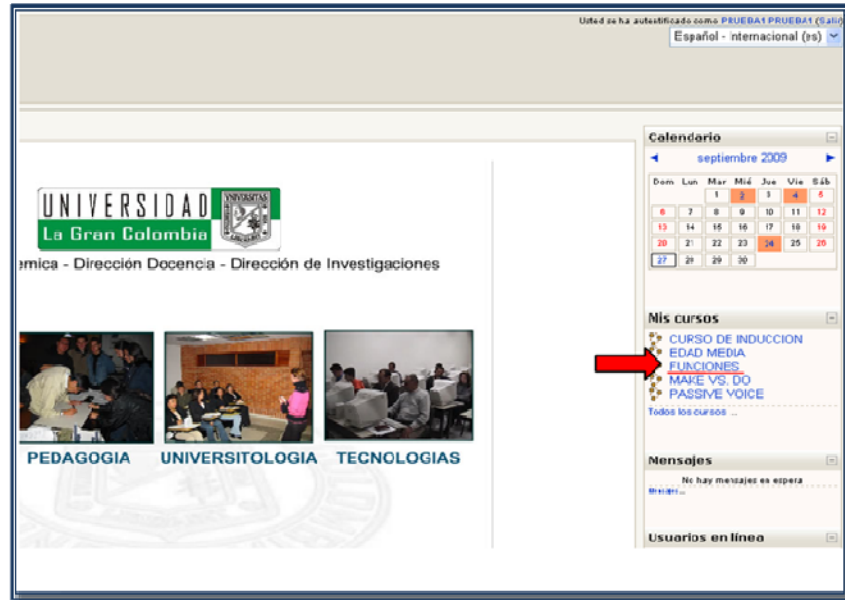 Usted se ha autentificado como PRUEBA1 PRUEBA1 (Salir)
Español - Internacional (es)
Calendario
septiembre 2009
Dom Lun Mar Mié Jue Vie Sáb
1 2 3 4 5
6 7 8 9 10 11 12
13 14 15 16 17 18 19
20 21 22 23 24 25 26
27 28 29 30
UNIVERSIDAD
La Gran Colombia
UNIVERSITAS
emica - Dirección Docencia - Dirección de Investigaciones
Mis cursos
CURSO DE INDUCCION
EDAD MEDIA
FUNCIONES
MAKE VS. DO
PASSIVE VOICE
Todos los cursos ...
PEDAGOGIA UNIVERSITOLOGIA TECNOLOGIAS
Mensajes
No hay mensajes en espera
Mensajes...
Usuarios en línea